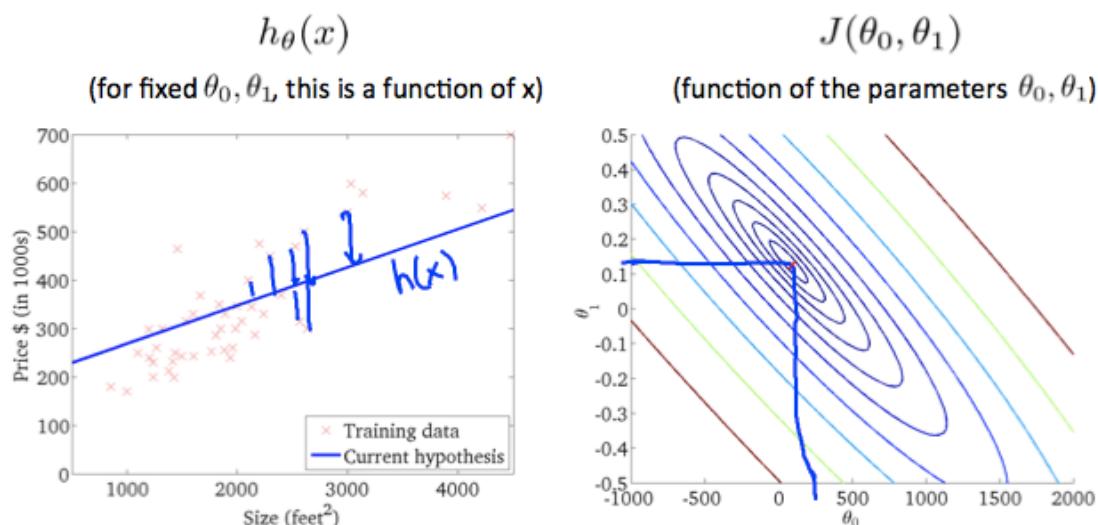 h_θ(x)
(for fixed θ₀, θ₁, this is a function of x)
700
600
500
400
300
200
100
0
Price $ (in 1000s)
h(x)
× Training data
Current hypothesis
1000 2000 3000 4000
Size (feet²)
J(θ₀, θ₁)
(function of the parameters θ₀, θ₁)
0.5
0.4
0.3
0.2
0.1
0
-0.1
-0.2
-0.3
-0.4
-0.5
θ₁
-1000 -500 0 500 1000 1500 2000
θ₀